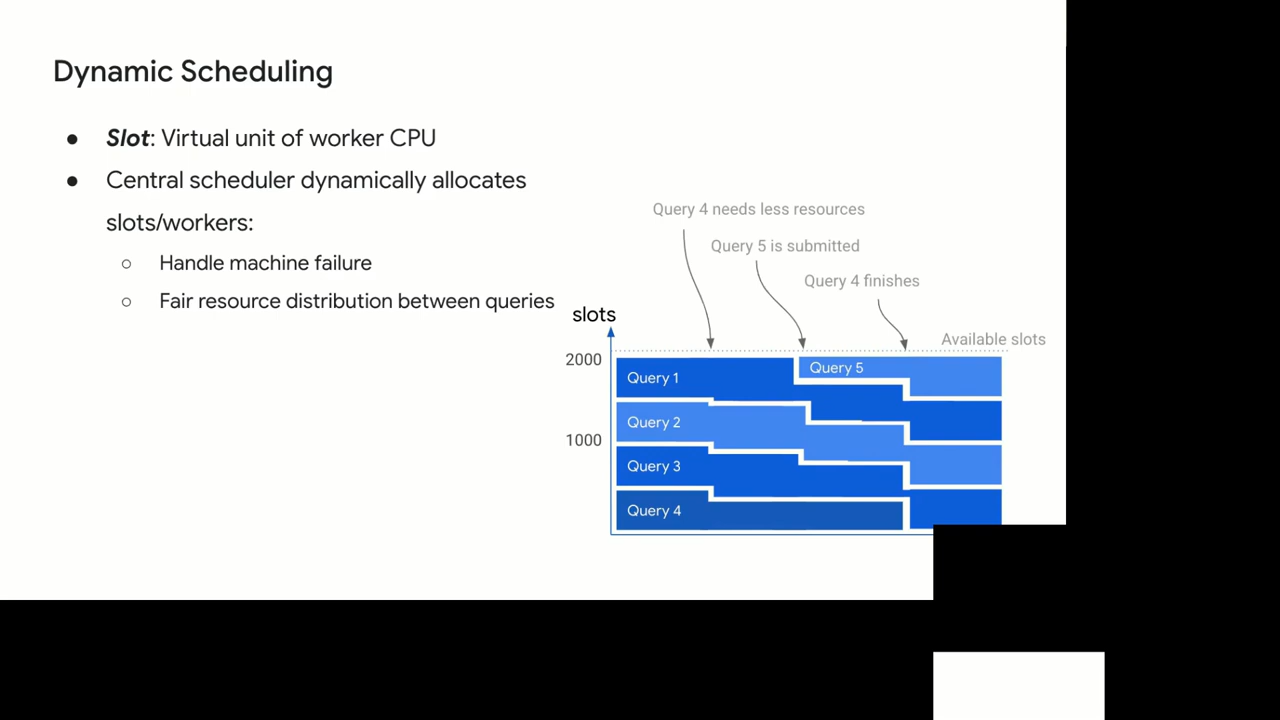 Dynamic Scheduling
● Slot: Virtual unit of worker CPU
● Central scheduler dynamically allocates
slots/workers:
○ Handle machine failure
○ Fair resource distribution between queries
Query 4 needs less resources
Query 5 is submitted
Query 4 finishes
slots
Available slots
2000
Query 5
Query 1
Query 2
1000
Query 3
Query 4